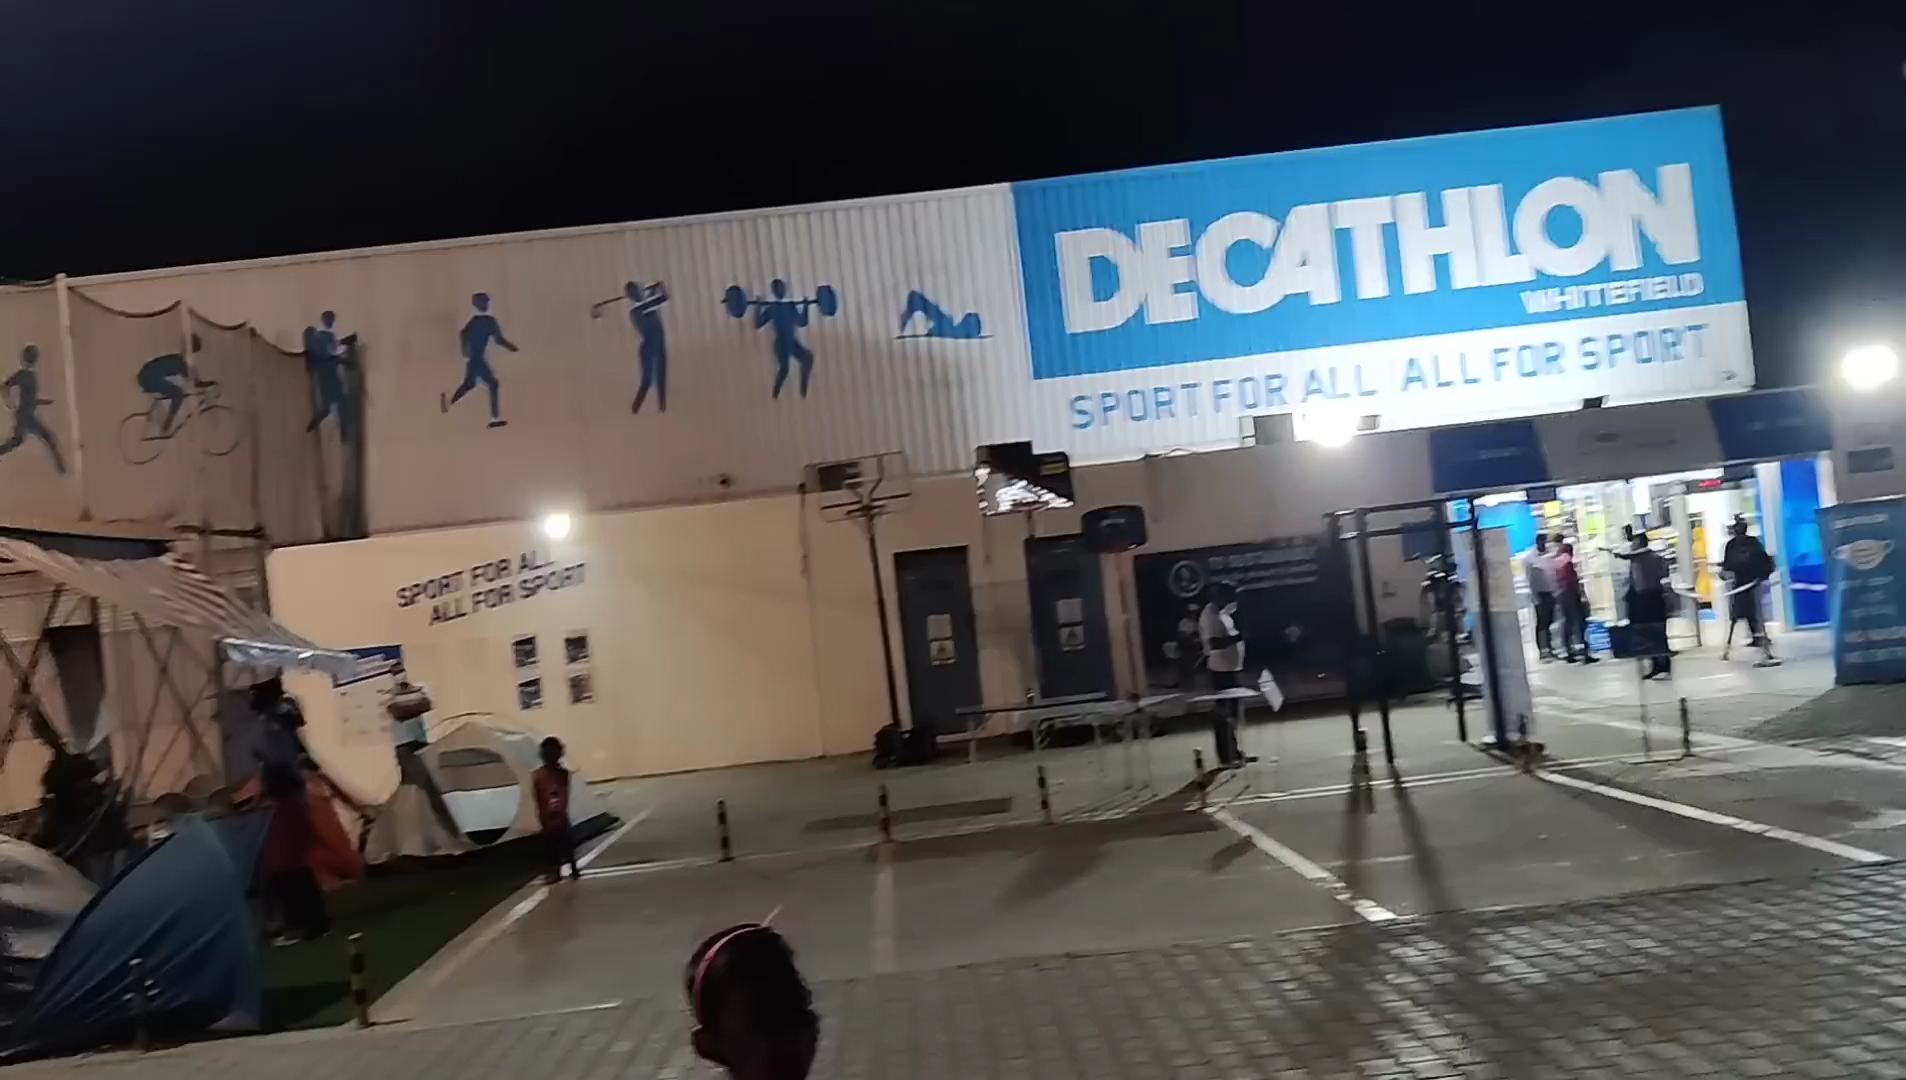 DECATHLON
WHITEFIELD
SPORT FOR ALL ALL FOR SPORT
SPORT FOR ALL
ALL FOR SPORT